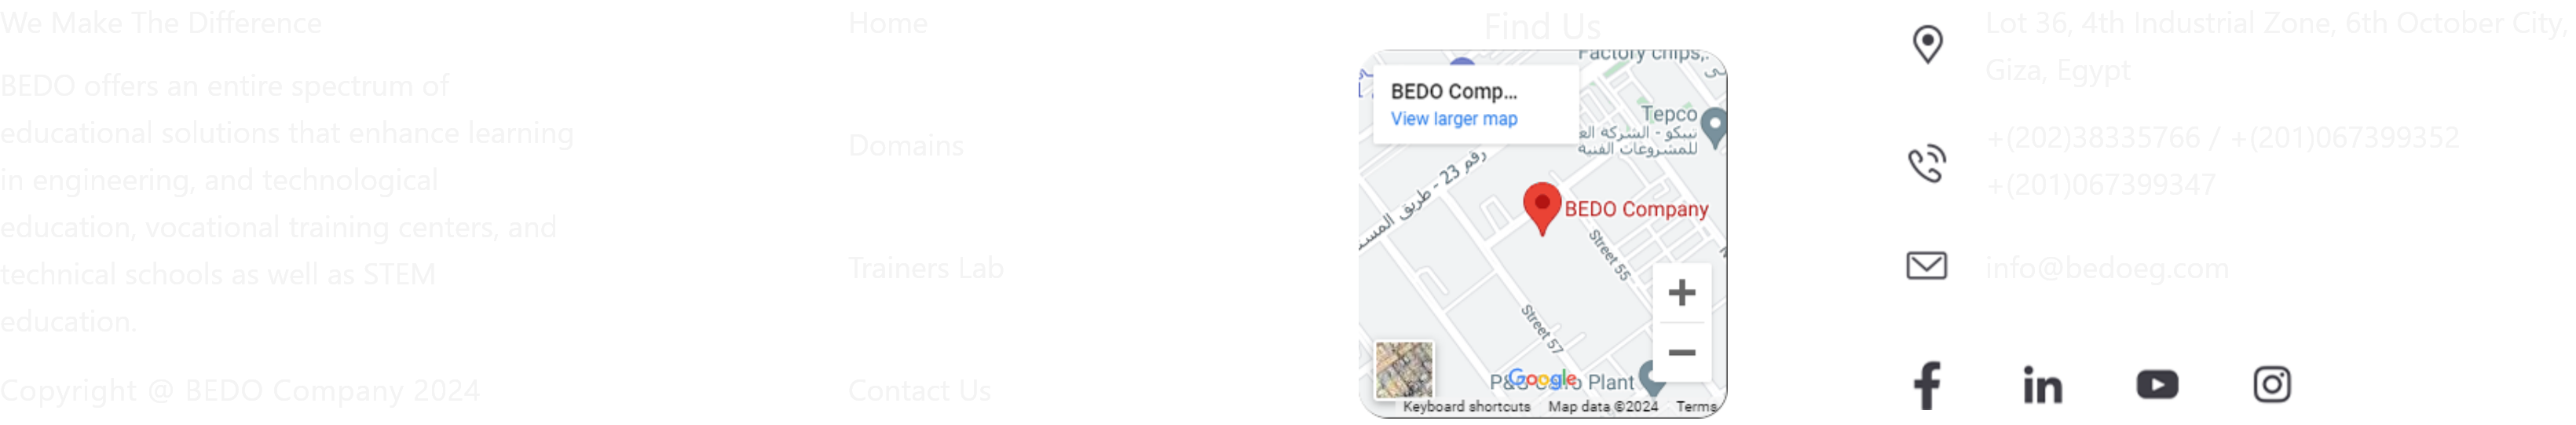 We Make The Difference
BEDO offers an entire spectrum of
educational solutions that enhance learning
in engineering, and technological
education, vocational training centers, and
technical schools as well as STEM
education.
Copyright @ BEDO Company 2024
Home
Domains
Trainers Lab
Contact Us
Find Us
Factory chips,.
BEDO Comp...
View larger map
Tepco
تيبكو - الشركة الع
للمشروعات الفنية
رقم 23 - طريق المست
BEDO Company
Street 55
Street 57
Google
P&G Cairo Plant
Keyboard shortcuts
Map data ©2024
Terms
Lot 36, 4th Industrial Zone, 6th October City,
Giza, Egypt
+(202)38335766 / +(201)067399352
+(201)067399347
info@bedoeg.com